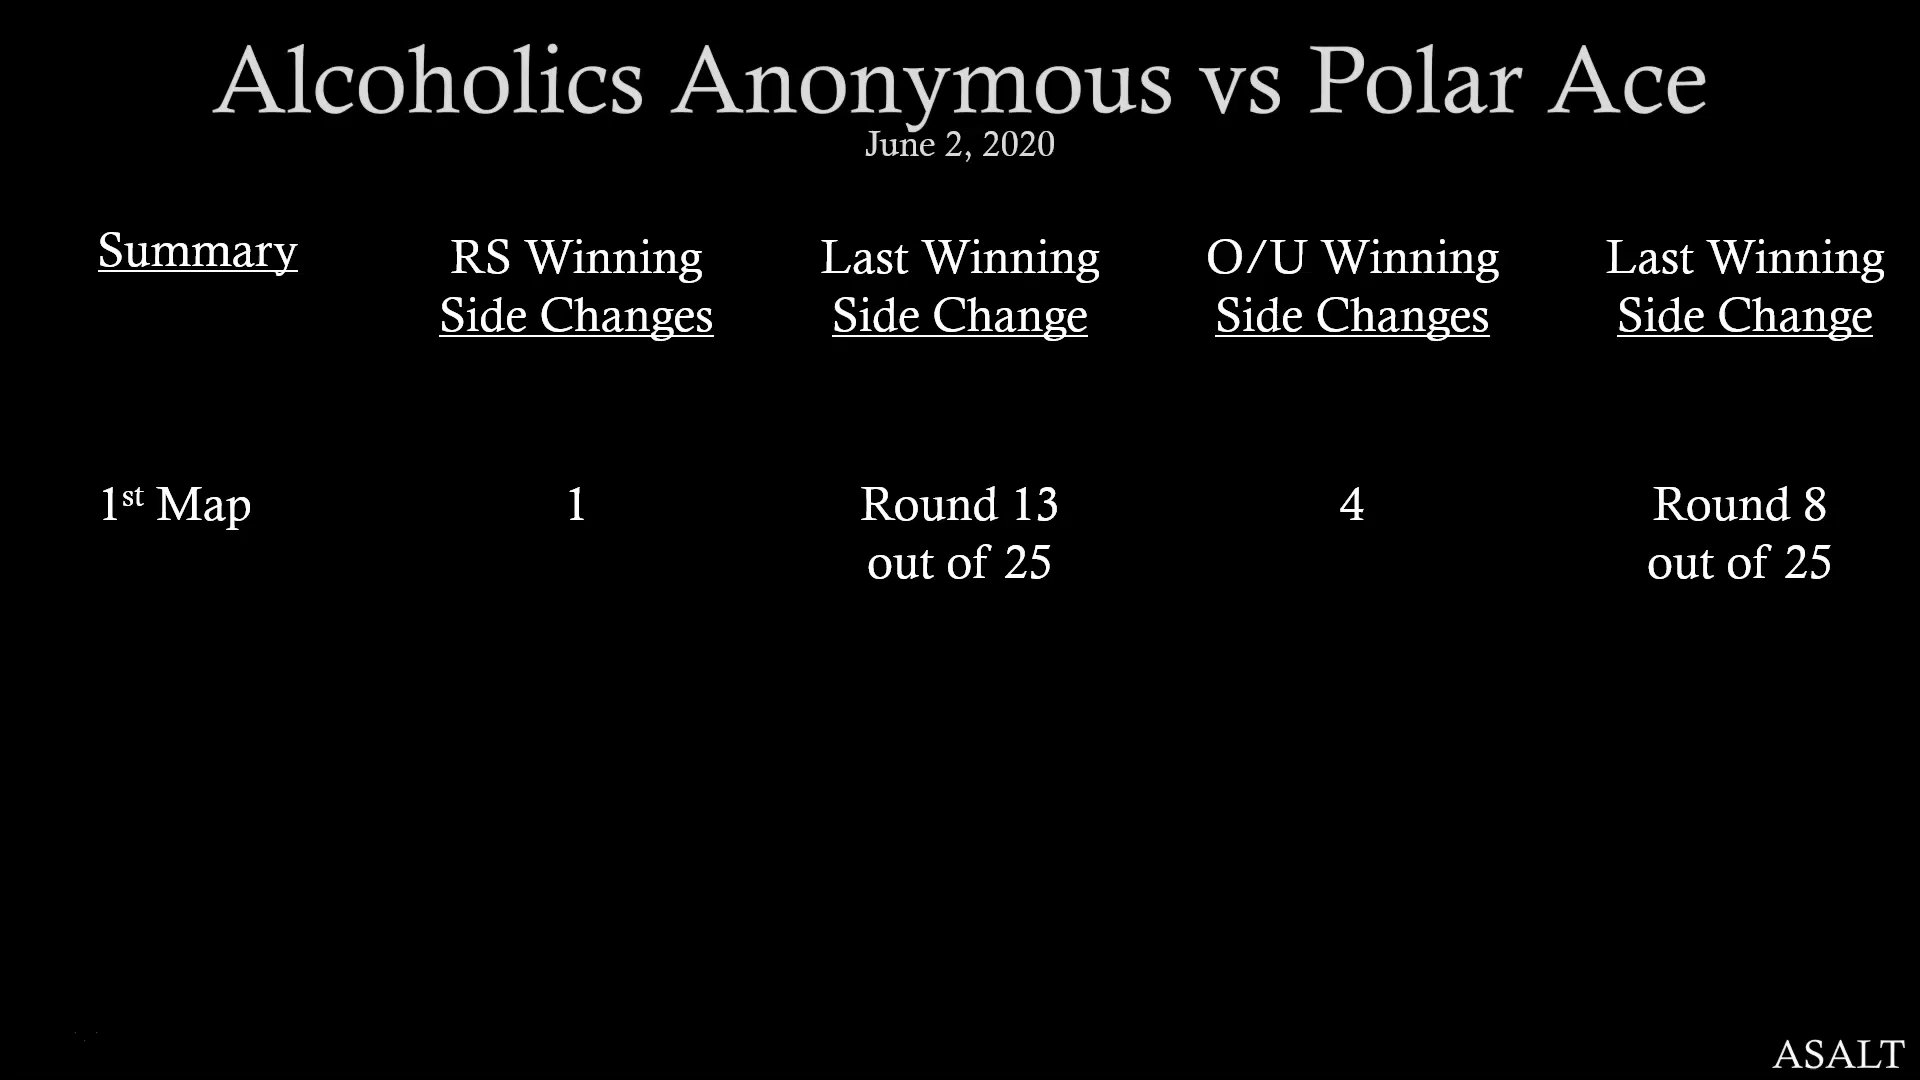 Alcoholics Anonymous vs Polar Ace
June 2, 2020
Summary
RS Winning
Side Changes
Last Winning
Side Change
O/U Winning
Side Changes
Last Winning
Side Change
1st Map
1
Round 13
out of 25
4
Round 8
out of 25
ASALT